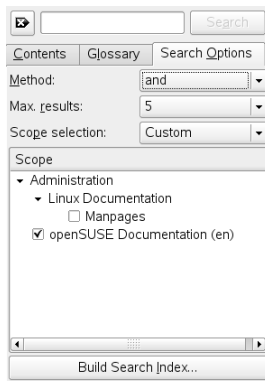 Search
Contents Glossary Search Options
Method: and
Max. results: 5
Scope selection: Custom
Scope
Administration
Linux Documentation
Manpages
openSUSE Documentation (en)
Build Search Index...